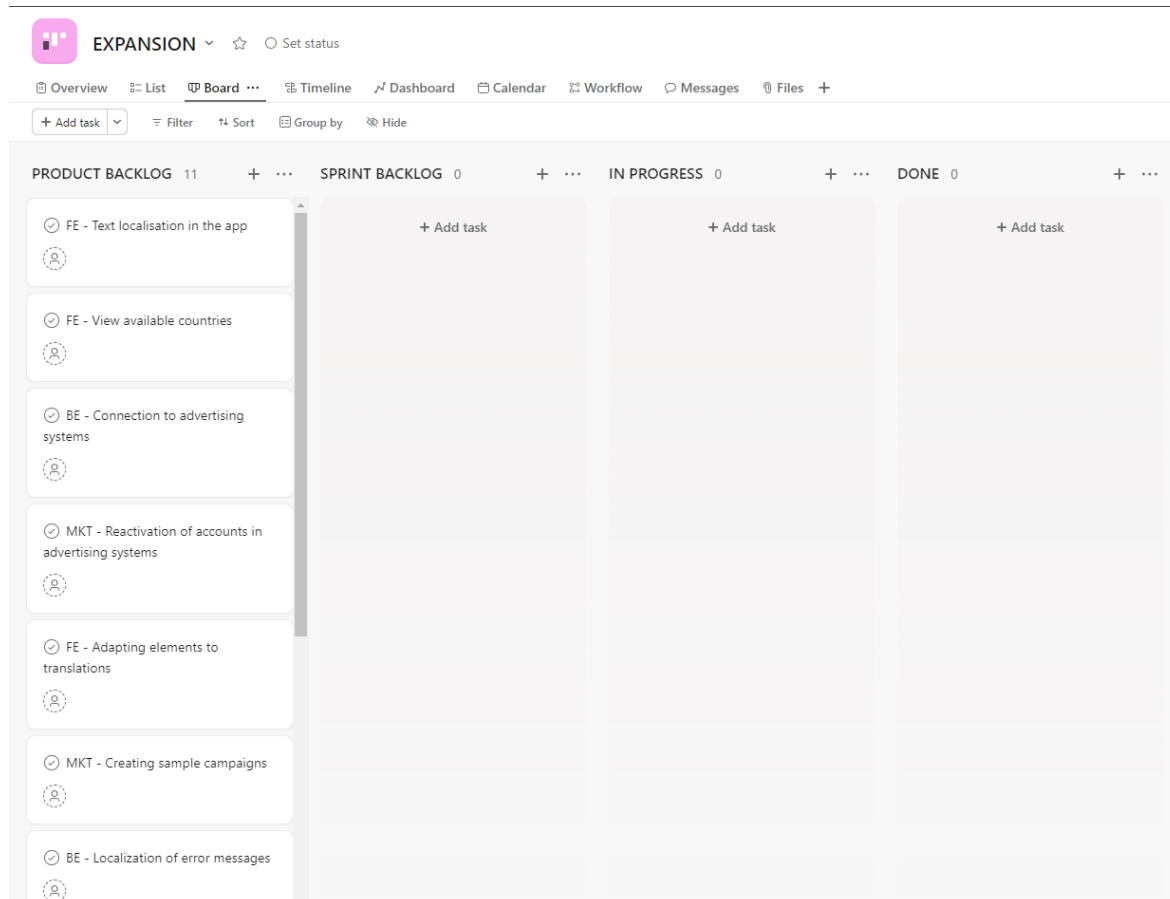 EXPANSION
Set status
Overview
List
Board
Timeline
Dashboard
Calendar
Workflow
Messages
Files
+ Add task
Filter
Sort
Group by
Hide
PRODUCT BACKLOG 11
SPRINT BACKLOG 0
IN PROGRESS 0
DONE 0
FE - Text localisation in the app
FE - View available countries
BE - Connection to advertising
systems
MKT - Reactivation of accounts in
advertising systems
FE - Adapting elements to
translations
MKT - Creating sample campaigns
BE - Localization of error messages
+ Add task
+ Add task
+ Add task